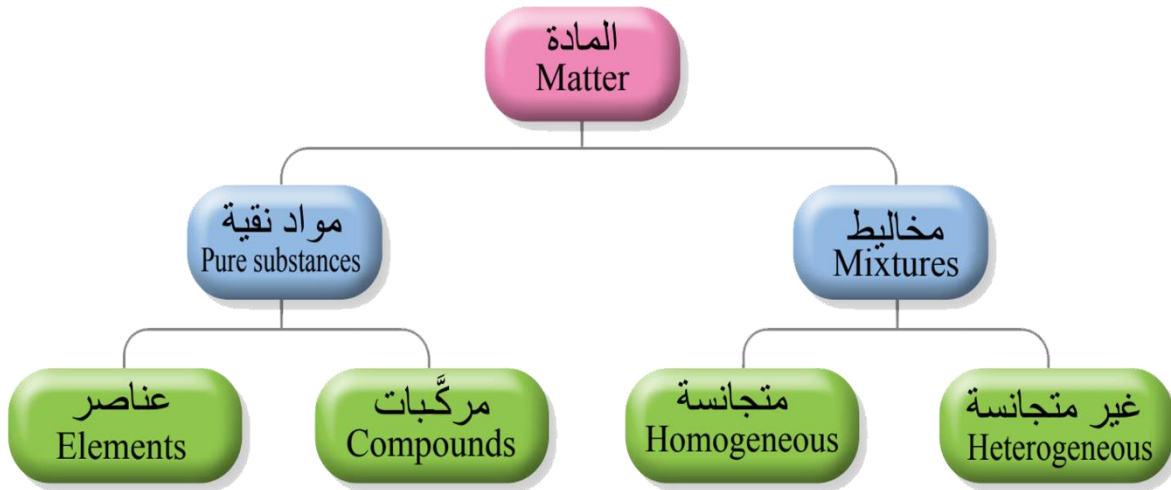 المادة
Matter
مواد نقية
Pure substances
مخاليط
Mixtures
عناصر
Elements
مركَّبات
Compounds
متجانسة
Homogeneous
غير متجانسة
Heterogeneous